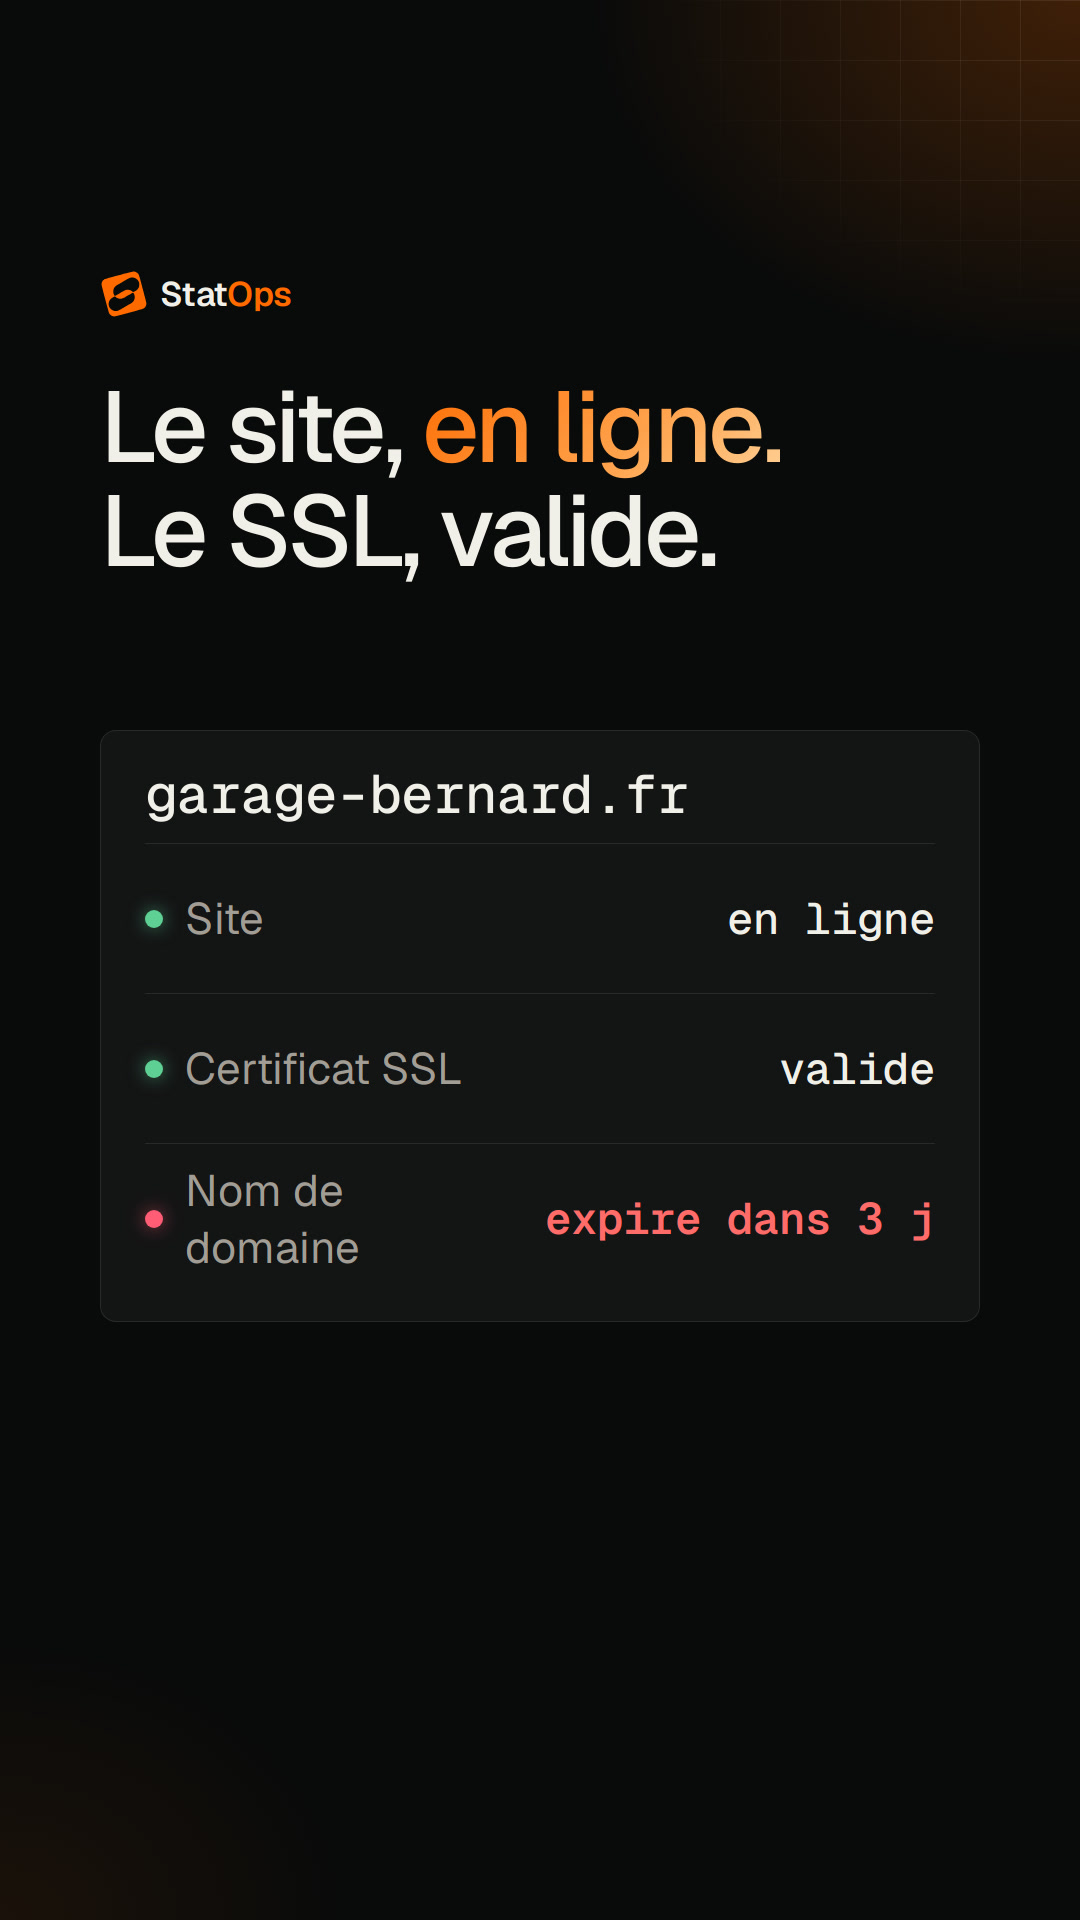 StatOps
Le site, en ligne.
Le SSL, valide.
garage-bernard.fr
Site en ligne
Certificat SSL valide
Nom de
domaine
expire dans 3 j